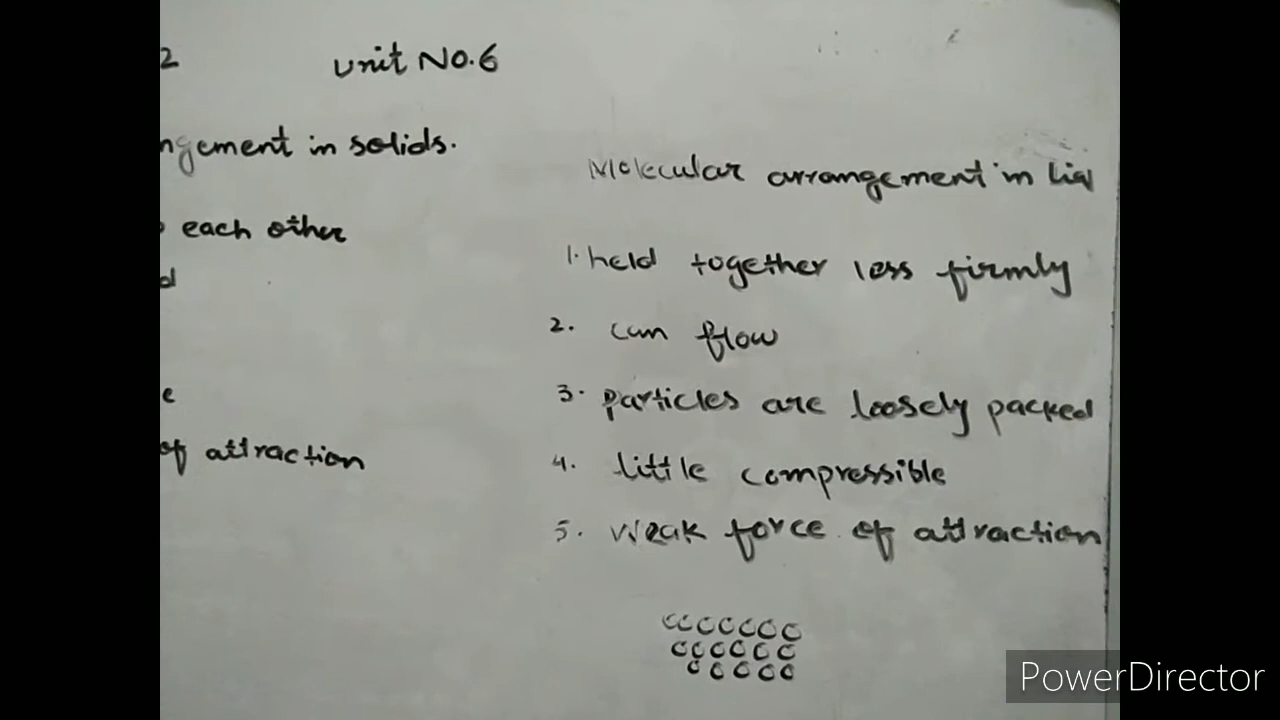 2 Unit No.6
ngement in solids.
each other
d
e
of attraction
Molecular arrangement in liq
1. held together less firmly
2. can flow
3. particles are loosely packed
4. little compressible
5. Weak force of attraction
PowerDirector